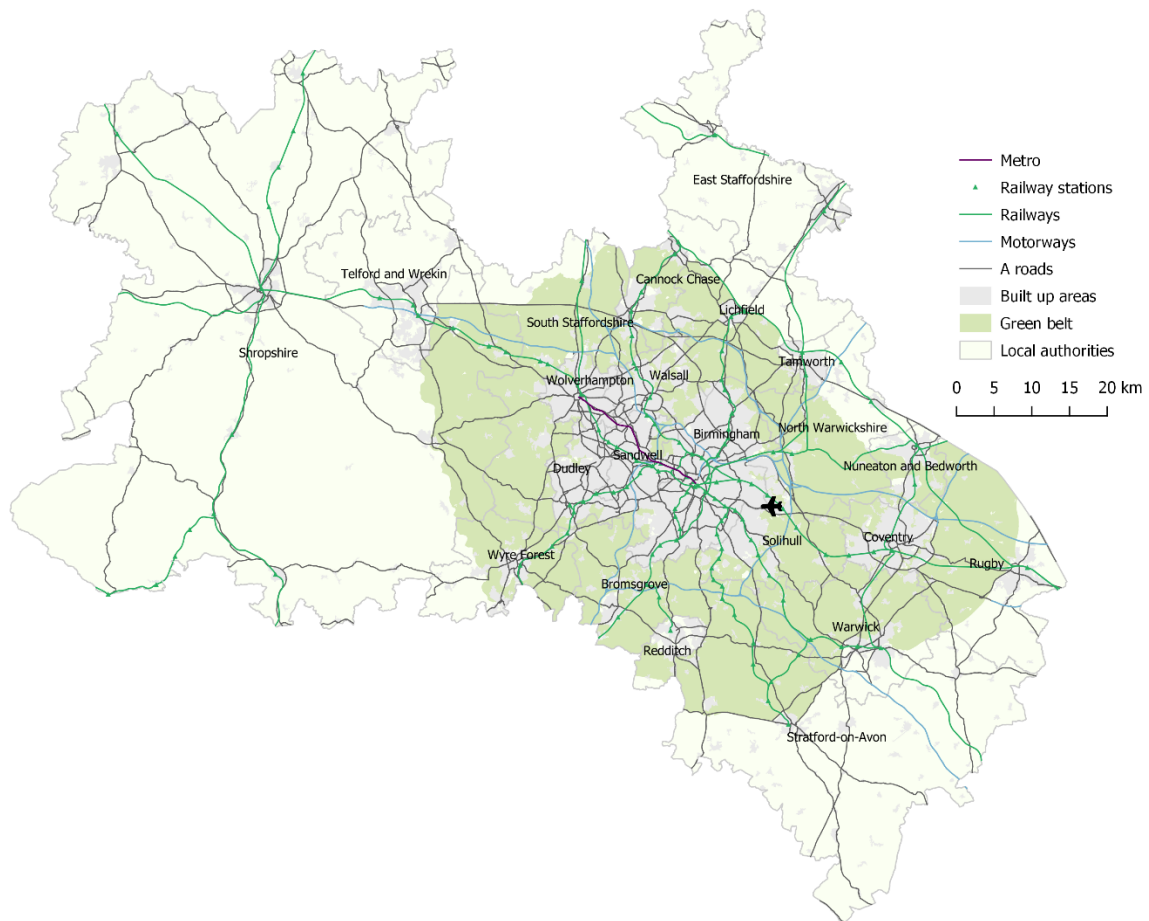 Metro
Railway stations
East Staffordshire
Railways
Motorways
Telford and Wrekin
A roads
Cannock Chase
Built up areas
South Staffordshire
Lichfield
Green belt
Shropshire
Local authorities
Tamworth
Wolverhampton
Walsall
0 5 10 15 20 km
North Warwickshire
Birmingham
Sandwell
Dudley
Nuneaton and Bedworth
Solihull
Coventry
Wyre Forest
Rugby
Bromsgrove
Warwick
Redditch
Stratford-on-Avon